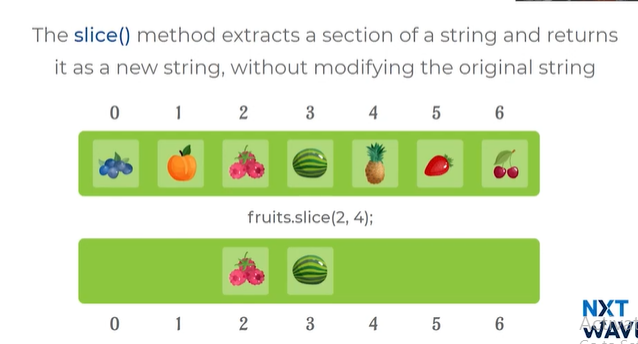 The slice() method extracts a section of a string and returns
it as a new string, without modifying the original string
0 1 2 3 4 5 6
fruits.slice(2, 4);
0 1 2 3 4 5 6
NXT
WAV